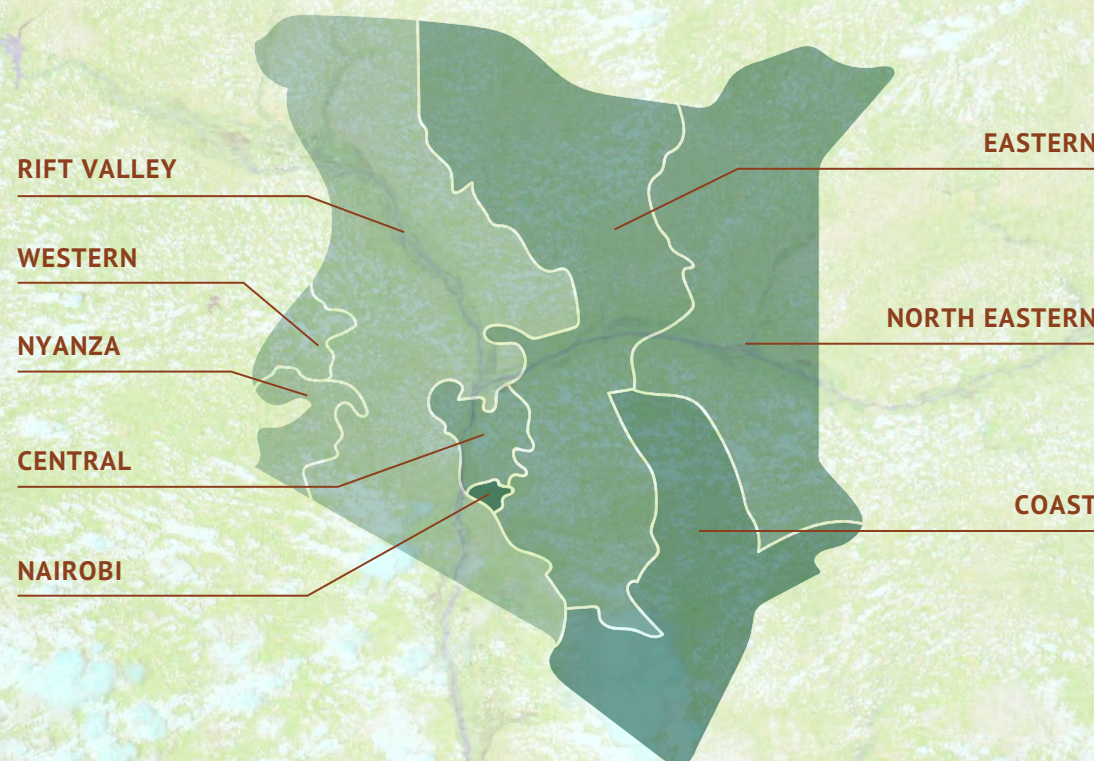 RIFT VALLEY
WESTERN
NYANZA
CENTRAL
NAIROBI
EASTERN
NORTH EASTERN
COAST